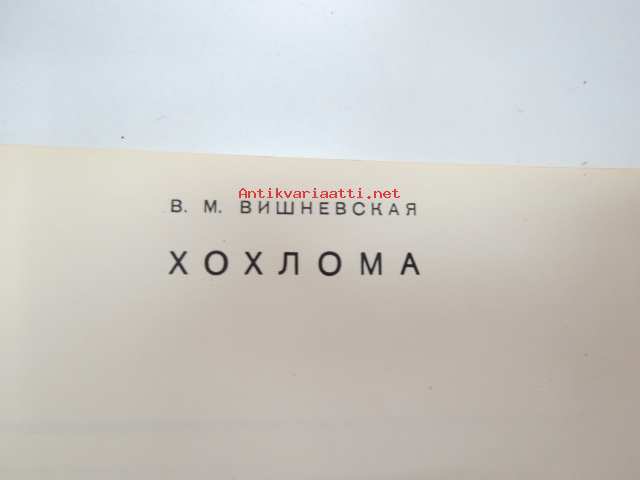 Antikvariaatti.net
В. М. ВИШНЕВСКАЯ
ХОХЛОМА